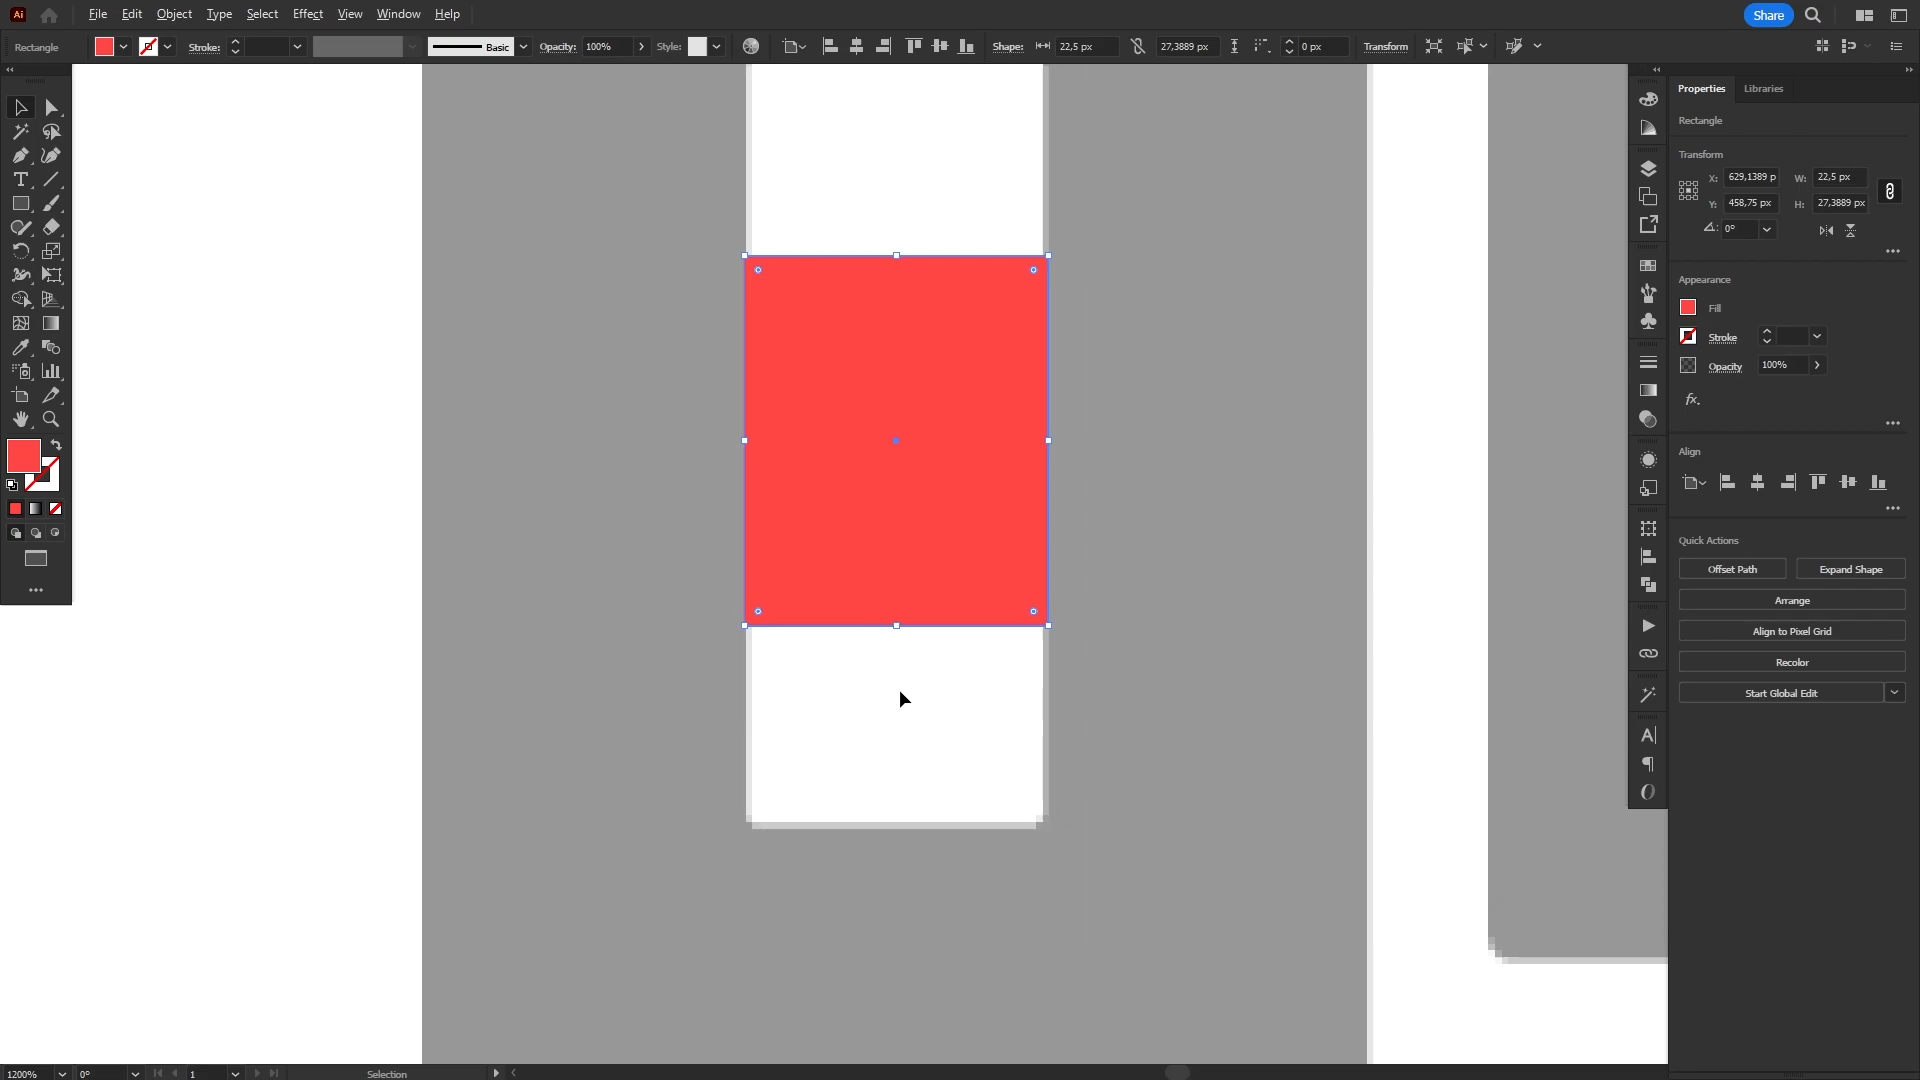 Ai File Edit Object Type Select Effect View Window Help Share
Rectangle Stroke: Basic Opacity: 100% Style: Shape: 22,5 px 27,3889 px 0 px Transform
Properties Libraries
Rectangle
Transform
X: 629,1389 p W: 22,5 px
Y: 458,75 px H: 27,3889 px
0°
Appearance
Fill
Stroke
Opacity 100%
fx.
Align
Quick Actions
Offset Path Expand Shape
Arrange
Align to Pixel Grid
Recolor
Start Global Edit
1200% 0° 1 Selection